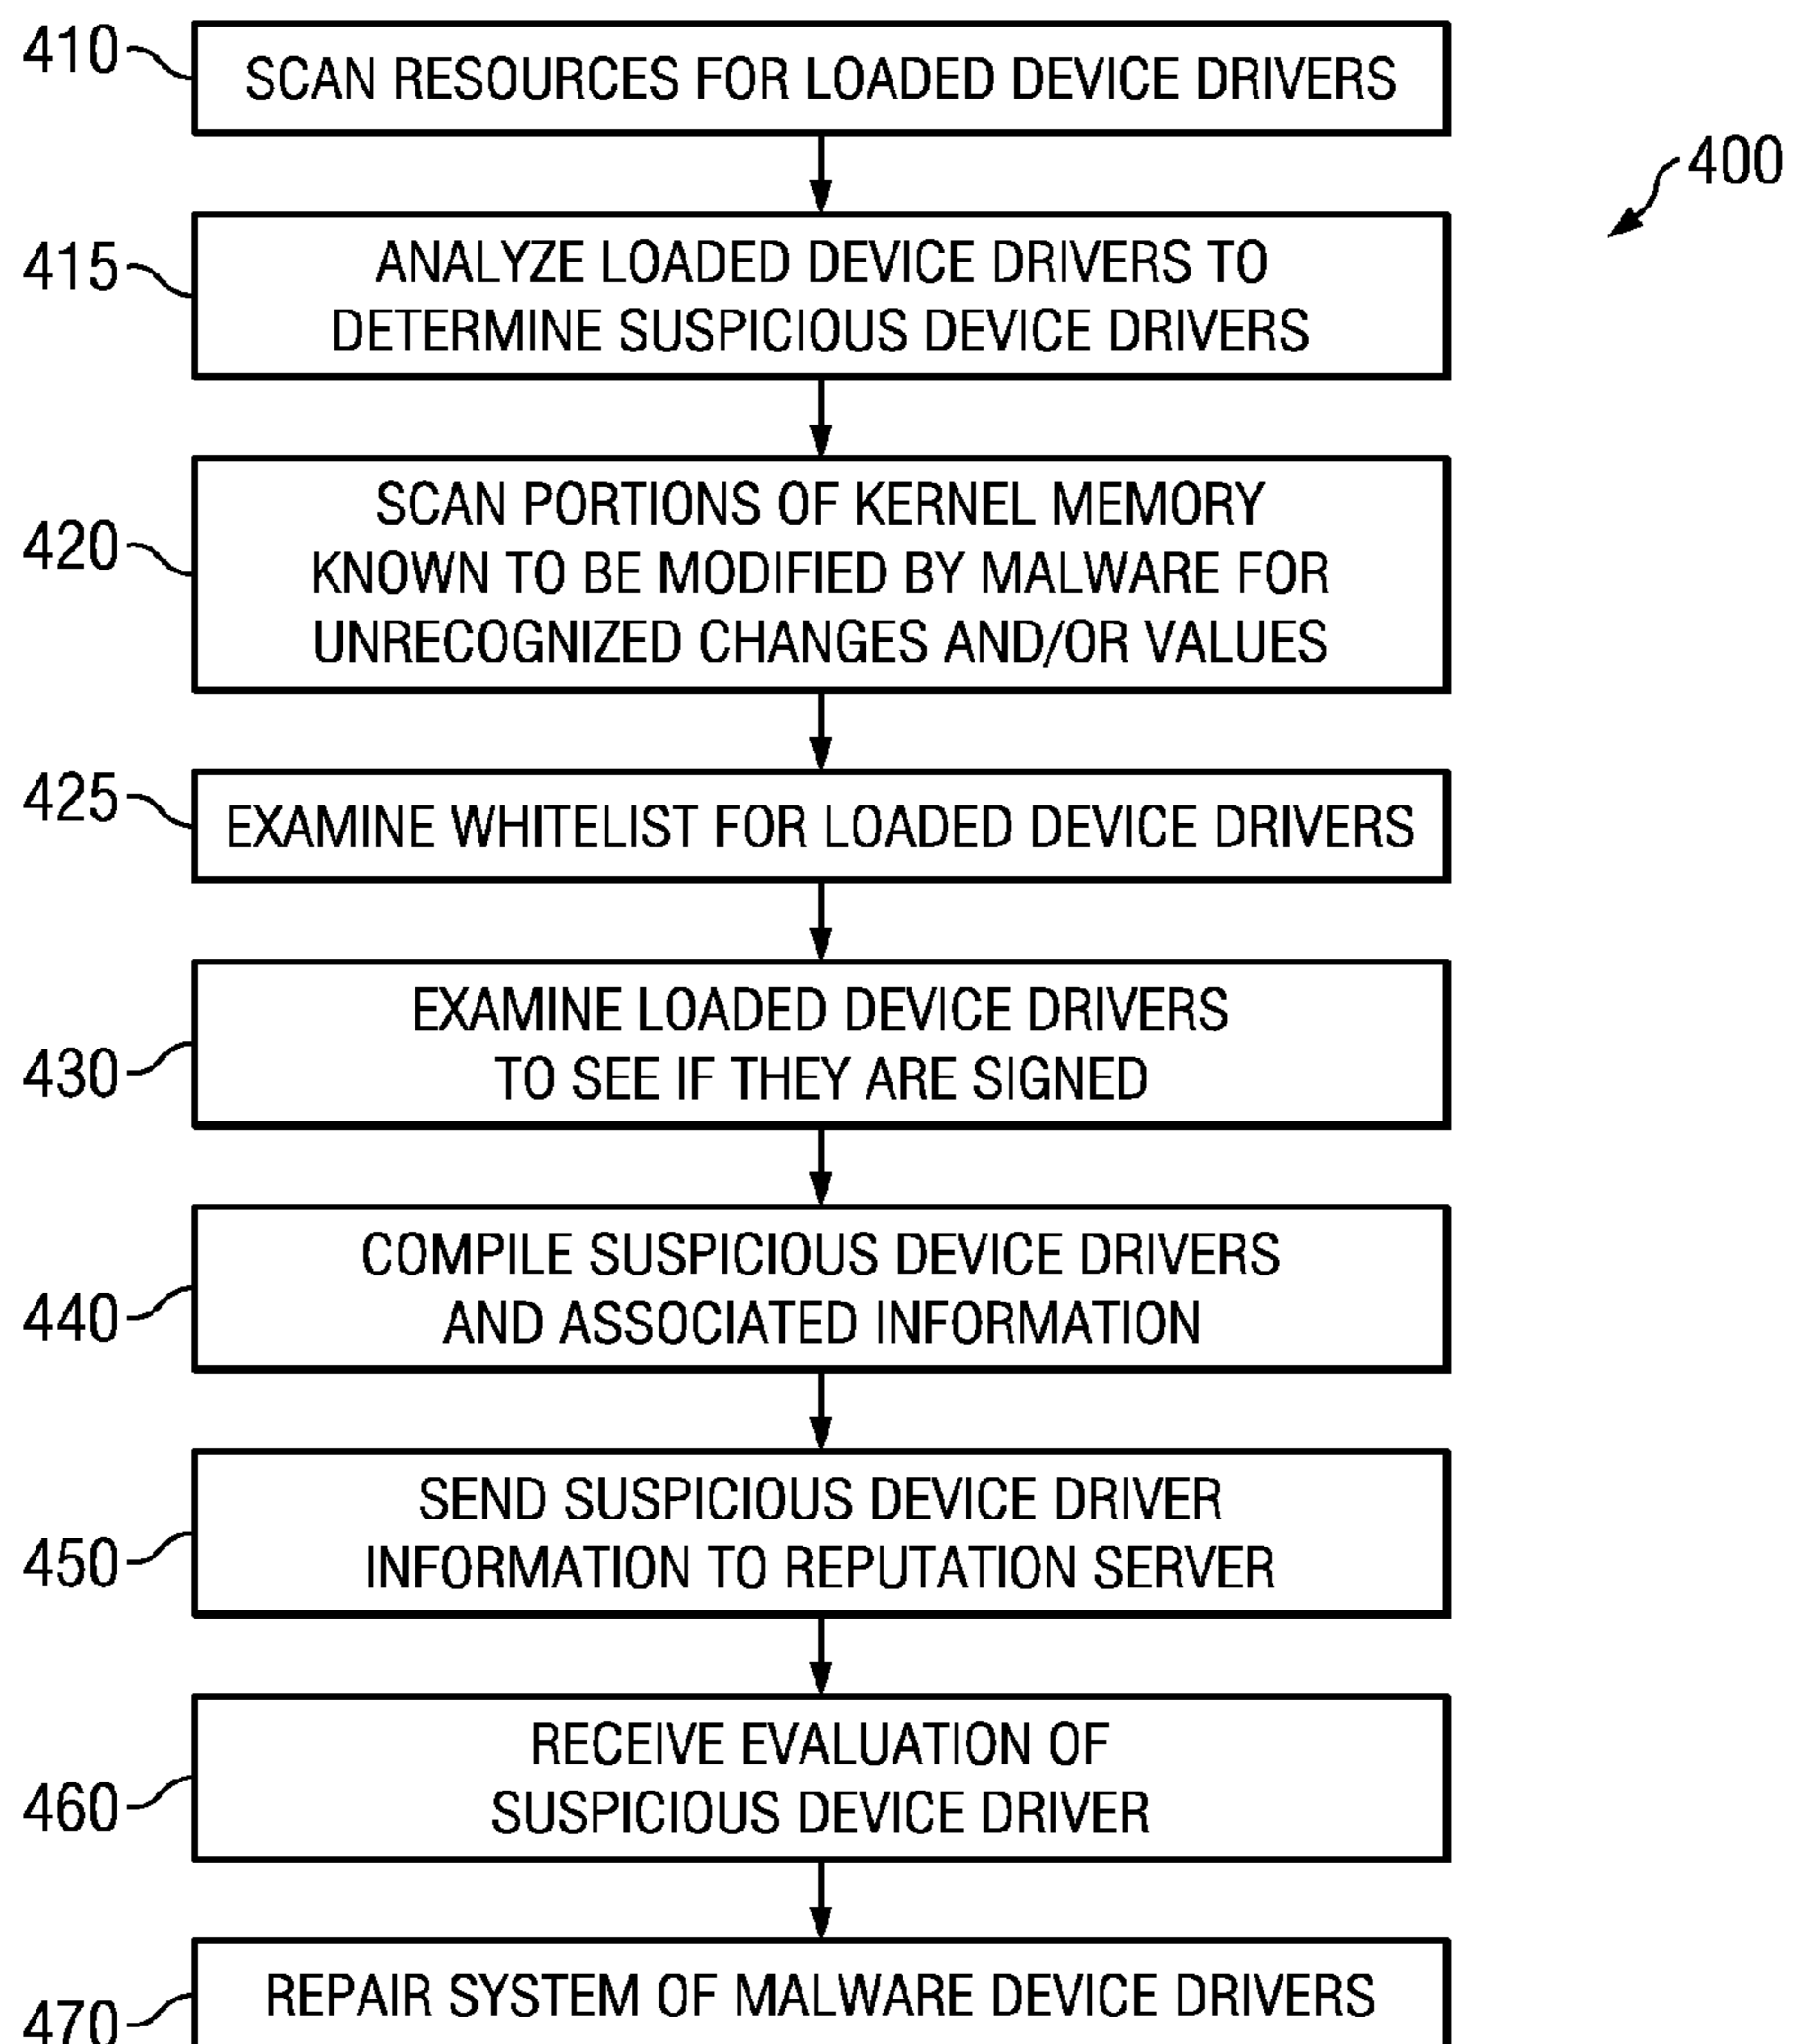 410
SCAN RESOURCES FOR LOADED DEVICE DRIVERS
400
415
ANALYZE LOADED DEVICE DRIVERS TO
DETERMINE SUSPICIOUS DEVICE DRIVERS
420
SCAN PORTIONS OF KERNEL MEMORY
KNOWN TO BE MODIFIED BY MALWARE FOR
UNRECOGNIZED CHANGES AND/OR VALUES
425
EXAMINE WHITELIST FOR LOADED DEVICE DRIVERS
430
EXAMINE LOADED DEVICE DRIVERS
TO SEE IF THEY ARE SIGNED
440
COMPILE SUSPICIOUS DEVICE DRIVERS
AND ASSOCIATED INFORMATION
450
SEND SUSPICIOUS DEVICE DRIVER
INFORMATION TO REPUTATION SERVER
460
RECEIVE EVALUATION OF
SUSPICIOUS DEVICE DRIVER
470
REPAIR SYSTEM OF MALWARE DEVICE DRIVERS